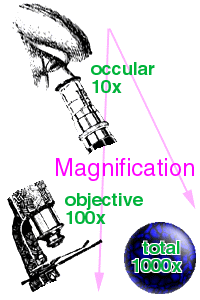 occular
10x
Magnification
objective
100x
total
1000x